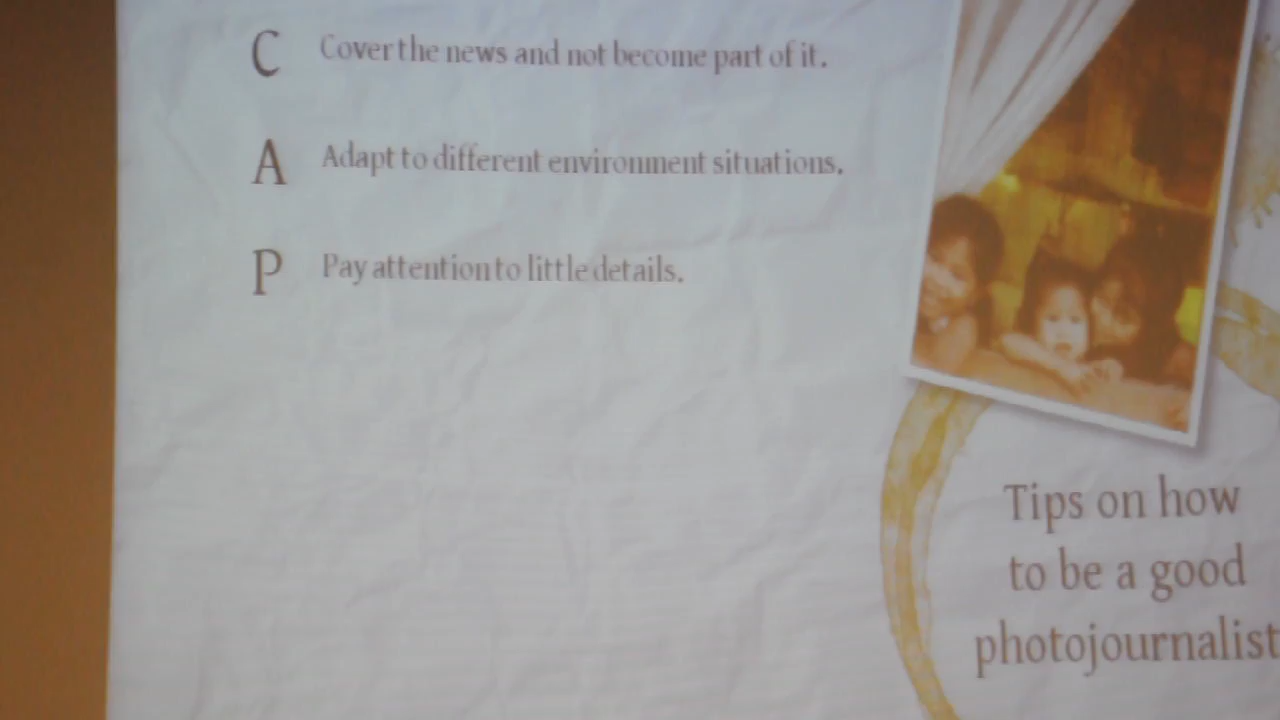 C Cover the news and not become part of it.
A Adapt to different environment situations.
P Pay attention to little details.
Tips on how
to be a good
photojournalist